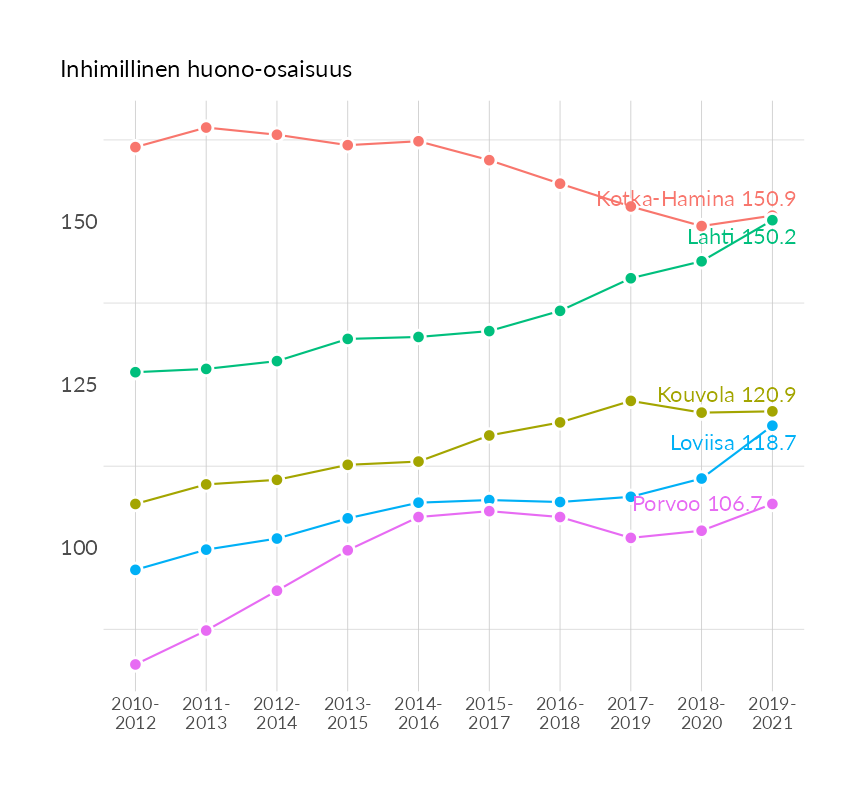 Inhimillinen huono-osaisuus
Kotka-Hamina 150.9
150
Lahti 150.2
125
Kouvola 120.9
Loviisa 118.7
Porvoo 106.7
100
2010- 2011- 2012- 2013- 2014- 2015- 2016- 2017- 2018- 2019-
2012 2013 2014 2015 2016 2017 2018 2019 2020 2021